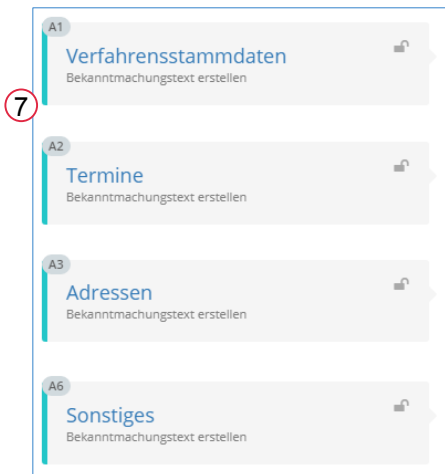 A1
Verfahrensstammdaten
Bekanntmachungstext erstellen
7
A2
Termine
Bekanntmachungstext erstellen
A3
Adressen
Bekanntmachungstext erstellen
A6
Sonstiges
Bekanntmachungstext erstellen